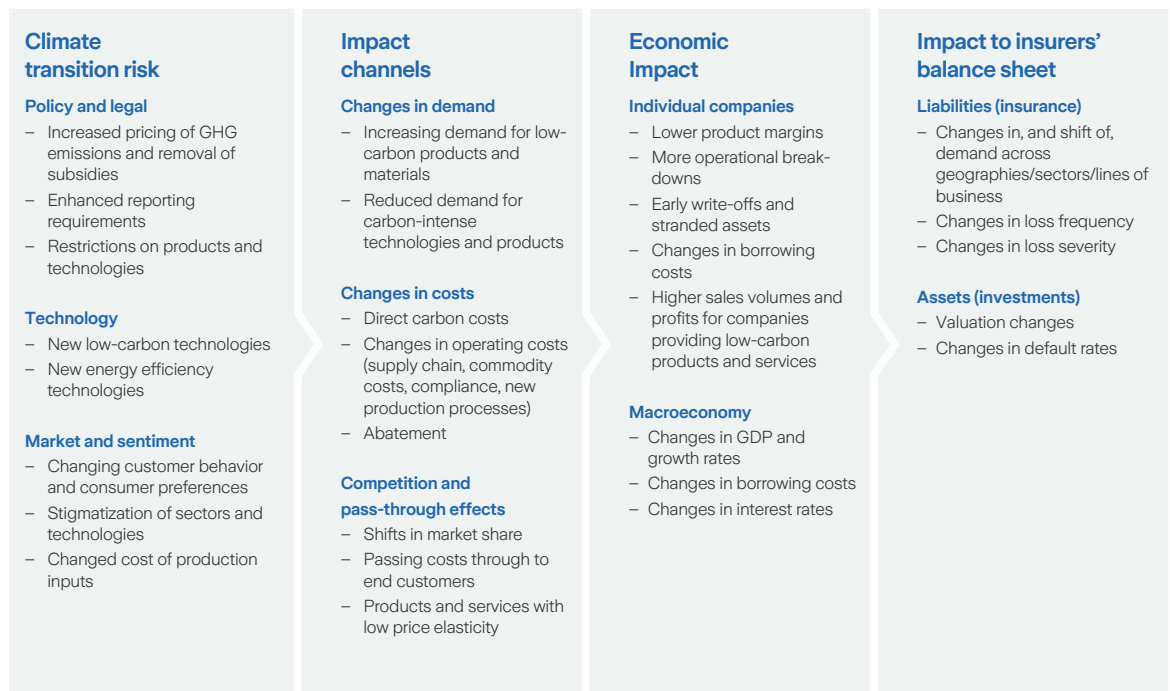 Climate
transition risk
Policy and legal
– Increased pricing of GHG
emissions and removal of
subsidies
– Enhanced reporting
requirements
– Restrictions on products and
technologies
Technology
– New low-carbon technologies
– New energy efficiency
technologies
Market and sentiment
– Changing customer behavior
and consumer preferences
– Stigmatization of sectors and
technologies
– Changed cost of production
inputs
Impact
channels
Changes in demand
– Increasing demand for low-
carbon products and
materials
– Reduced demand for
carbon-intense
technologies and products
Changes in costs
– Direct carbon costs
– Changes in operating costs
(supply chain, commodity
costs, compliance, new
production processes)
– Abatement
Competition and
pass-through effects
– Shifts in market share
– Passing costs through to
end customers
– Products and services with
low price elasticity
Economic
Impact
Individual companies
– Lower product margins
– More operational break-
downs
– Early write-offs and
stranded assets
– Changes in borrowing
costs
– Higher sales volumes and
profits for companies
providing low-carbon
products and services
Macroeconomy
– Changes in GDP and
growth rates
– Changes in borrowing costs
– Changes in interest rates
Impact to insurers’
balance sheet
Liabilities (insurance)
– Changes in, and shift of,
demand across
geographies/sectors/lines of
business
– Changes in loss frequency
– Changes in loss severity
Assets (investments)
– Valuation changes
– Changes in default rates